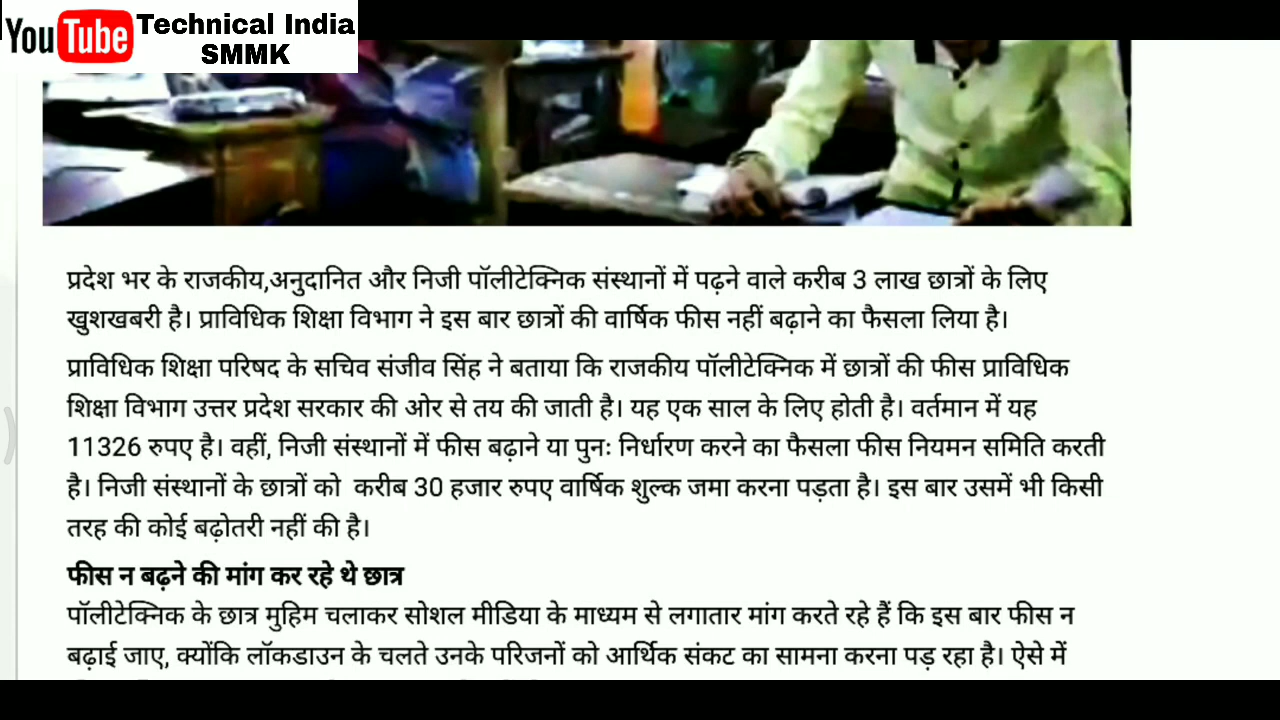 YouTube Technical India
SMMK
प्रदेश भर के राजकीय,अनुदानित और निजी पॉलीटेक्निक संस्थानों में पढ़ने वाले करीब 3 लाख छात्रों के लिए
खुशखबरी है। प्राविधिक शिक्षा विभाग ने इस बार छात्रों की वार्षिक फीस नहीं बढ़ाने का फैसला लिया है।
प्राविधिक शिक्षा परिषद के सचिव संजीव सिंह ने बताया कि राजकीय पॉलीटेक्निक में छात्रों की फीस प्राविधिक
शिक्षा विभाग उत्तर प्रदेश सरकार की ओर से तय की जाती है। यह एक साल के लिए होती है। वर्तमान में यह
11326 रुपए है। वहीं, निजी संस्थानों में फीस बढ़ाने या पुनः निर्धारण करने का फैसला फीस नियमन समिति करती
है। निजी संस्थानों के छात्रों को करीब 30 हजार रुपए वार्षिक शुल्क जमा करना पड़ता है। इस बार उसमें भी किसी
तरह की कोई बढ़ोतरी नहीं की है।
फीस न बढ़ने की मांग कर रहे थे छात्र
पॉलीटेक्निक के छात्र मुहिम चलाकर सोशल मीडिया के माध्यम से लगातार मांग करते रहे हैं कि इस बार फीस न
बढ़ाई जाए, क्योंकि लॉकडाउन के चलते उनके परिजनों को आर्थिक संकट का सामना करना पड़ रहा है। ऐसे में